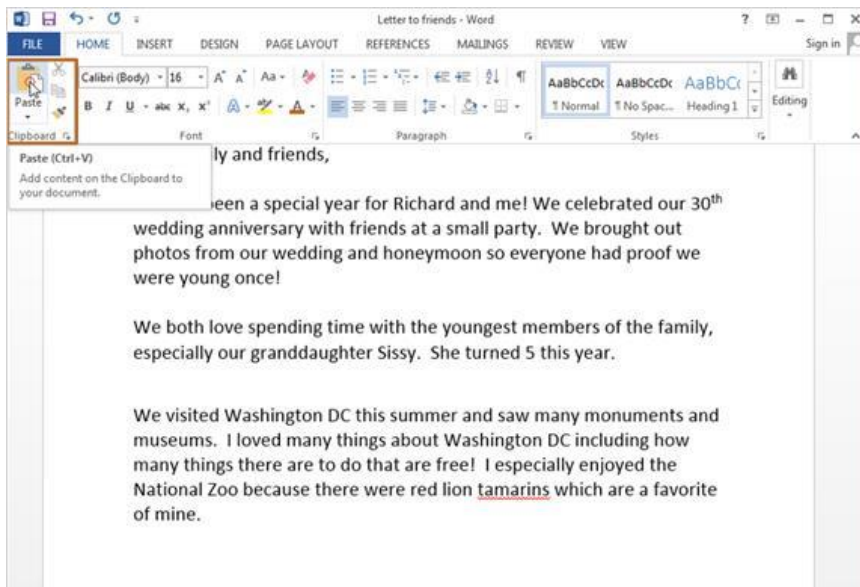 Letter to friends - Word
FILE HOME INSERT DESIGN PAGE LAYOUT REFERENCES MAILINGS REVIEW VIEW Sign in
Paste
Calibri (Body) 16 A A Aa
B I U abc X, X' A ab A
AaBbCcDc AaBbCcDc AaBbCc
¶ Normal ¶ No Spac... Heading 1
Editing
Clipboard Font Paragraph Styles
Paste (Ctrl+V)
Add content on the Clipboard to
your document.
ly and friends,
een a special year for Richard and me! We celebrated our 30th
wedding anniversary with friends at a small party. We brought out
photos from our wedding and honeymoon so everyone had proof we
were young once!
We both love spending time with the youngest members of the family,
especially our granddaughter Sissy. She turned 5 this year.
We visited Washington DC this summer and saw many monuments and
museums. I loved many things about Washington DC including how
many things there are to do that are free! I especially enjoyed the
National Zoo because there were red lion tamarins which are a favorite
of mine.